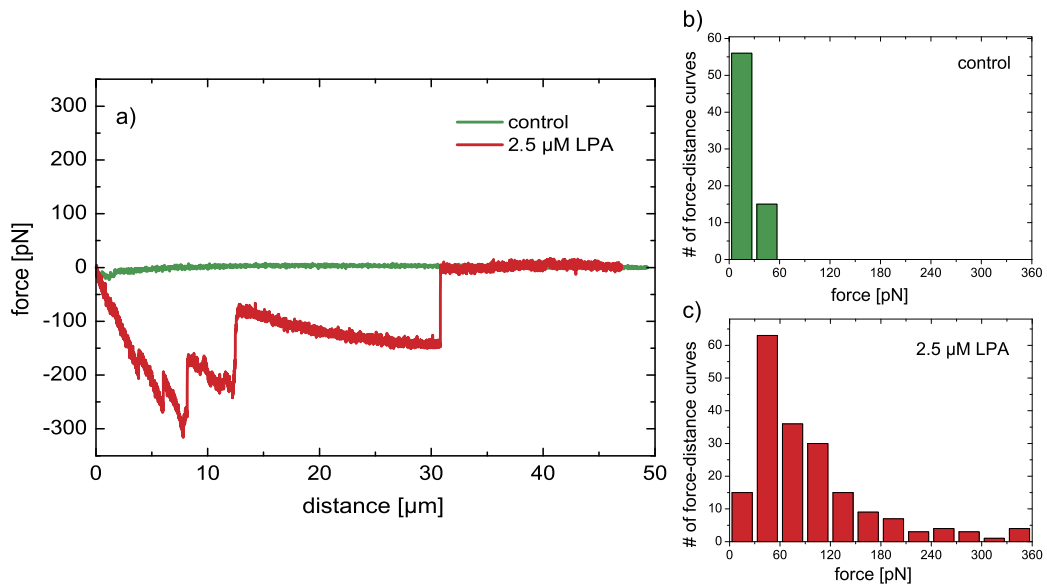 a)
control
2.5 µM LPA
300
200
100
0
-100
-200
-300
force [pN]
0 10 20 30 40 50
distance [µm]
b)
control
60
50
40
30
20
10
0
# of force-distance curves
0 60 120 180 240 300 360
force [pN]
c)
2.5 µM LPA
60
50
40
30
20
10
0
# of force-distance curves
0 60 120 180 240 300 360
force [pN]